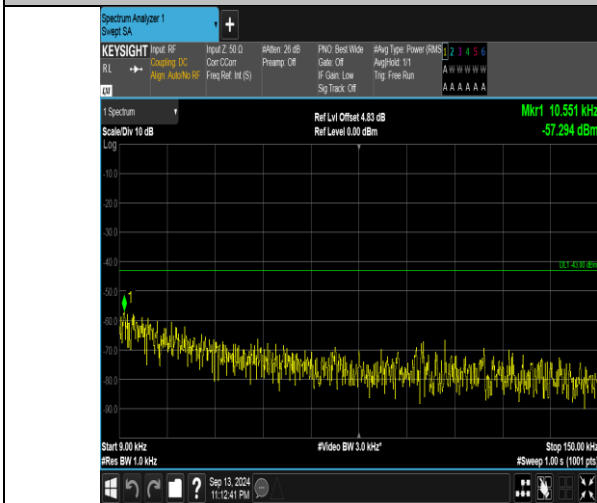 Spectrum Analyzer 1
Swept SA
+
KEYSIGHT Input: RF Input Z: 50 Ω #Atten: 26 dB PNO: Best Wide #Avg Type: Power (RMS 1 2 3 4 5 6
RL Coupling: DC Corr CCorr Preamp: Off Gate: Off Avg|Hold: 1/1 A W W W W W
Align: Auto/No RF Freq Ref: Int (S) IF Gain: Low Trig: Free Run
Sig Track: Off A A A A A A
1 Spectrum
Ref Lvl Offset 4.83 dB
Mkr1 10.551 kHz
Scale/Div 10 dB Ref Level 0.00 dBm -57.294 dBm
Log
-10.0
-20.0
-30.0
-40.0
DL1 -43.00 dBm
-50.0
1
-60.0
-70.0
-80.0
-90.0
Start 9.00 kHz #Video BW 3.0 kHz* Stop 150.00 kHz
#Res BW 1.0 kHz #Sweep 1.00 s (1001 pts)
? Sep 13, 2024
11:12:41 PM